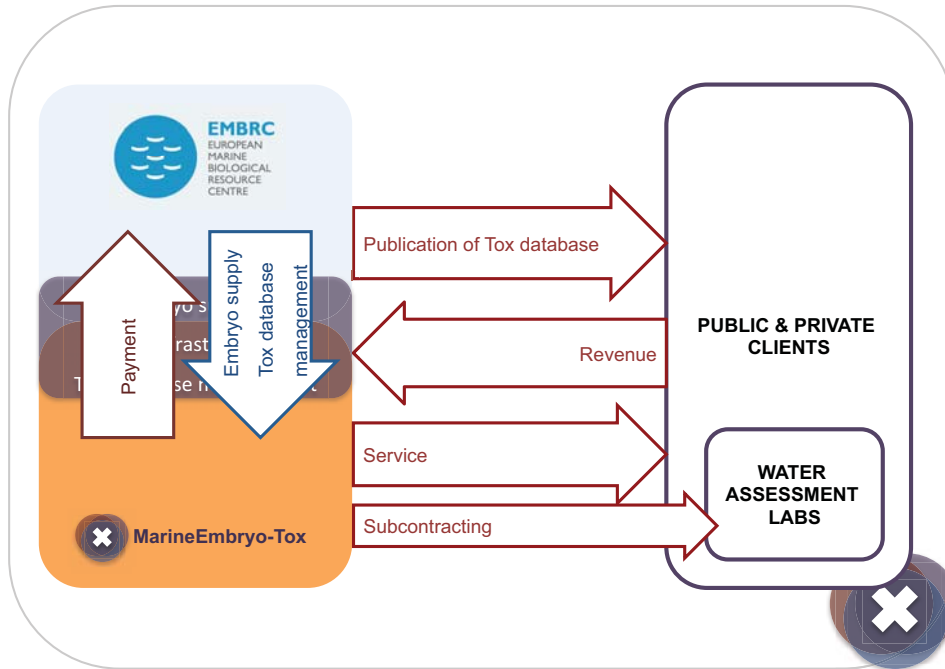 EMBRC
EUROPEAN
MARINE
BIOLOGICAL
RESOURCE
CENTRE
Payment
Embryo supply
Tox database
management
MarineEmbryo-Tox
Publication of Tox database
Revenue
Service
Subcontracting
PUBLIC & PRIVATE
CLIENTS
WATER
ASSESSMENT
LABS